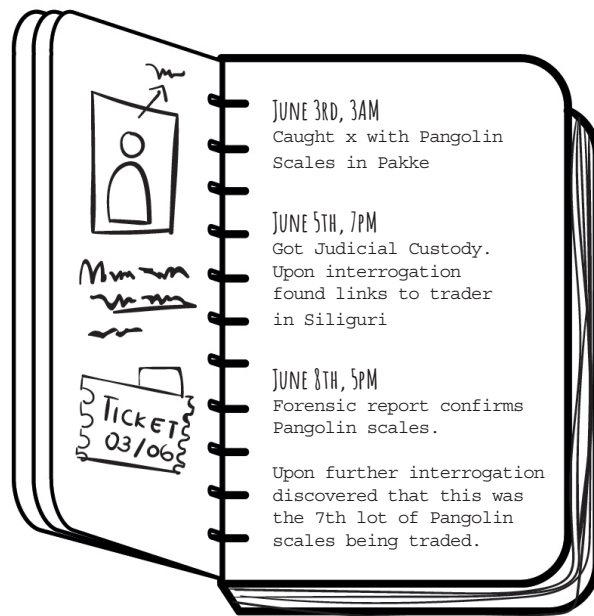 TICKET
03/06
JUNE 3RD, 3AM
Caught x with Pangolin
Scales in Pakke
JUNE 5TH, 7PM
Got Judicial Custody.
Upon interrogation
found links to trader
in Siliguri
JUNE 8TH, 5PM
Forensic report confirms
Pangolin scales.
Upon further interrogation
discovered that this was
the 7th lot of Pangolin
scales being traded.